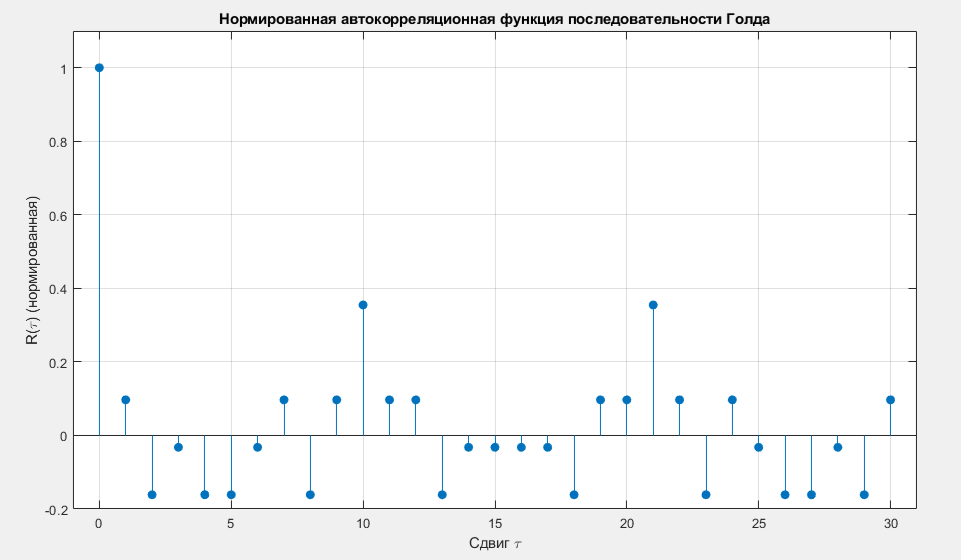 Нормированная автокорреляционная функция последовательности Голда
R(τ) (нормированная)
1
0.8
0.6
0.4
0.2
0
-0.2
0 5 10 15 20 25 30
Сдвиг τ